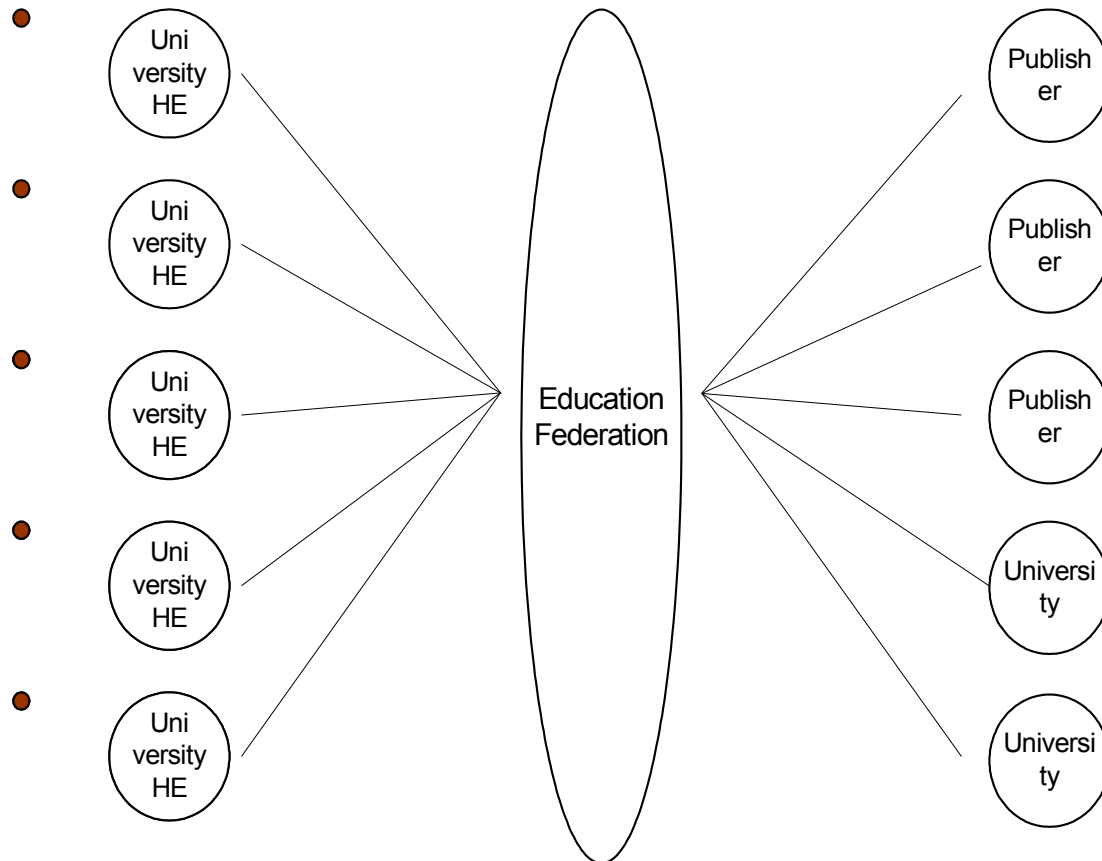 Uni
versity
HE
Uni
versity
HE
Uni
versity
HE
Uni
versity
HE
Uni
versity
HE
Education
Federation
Publish
er
Publish
er
Publish
er
Universi
ty
Universi
ty